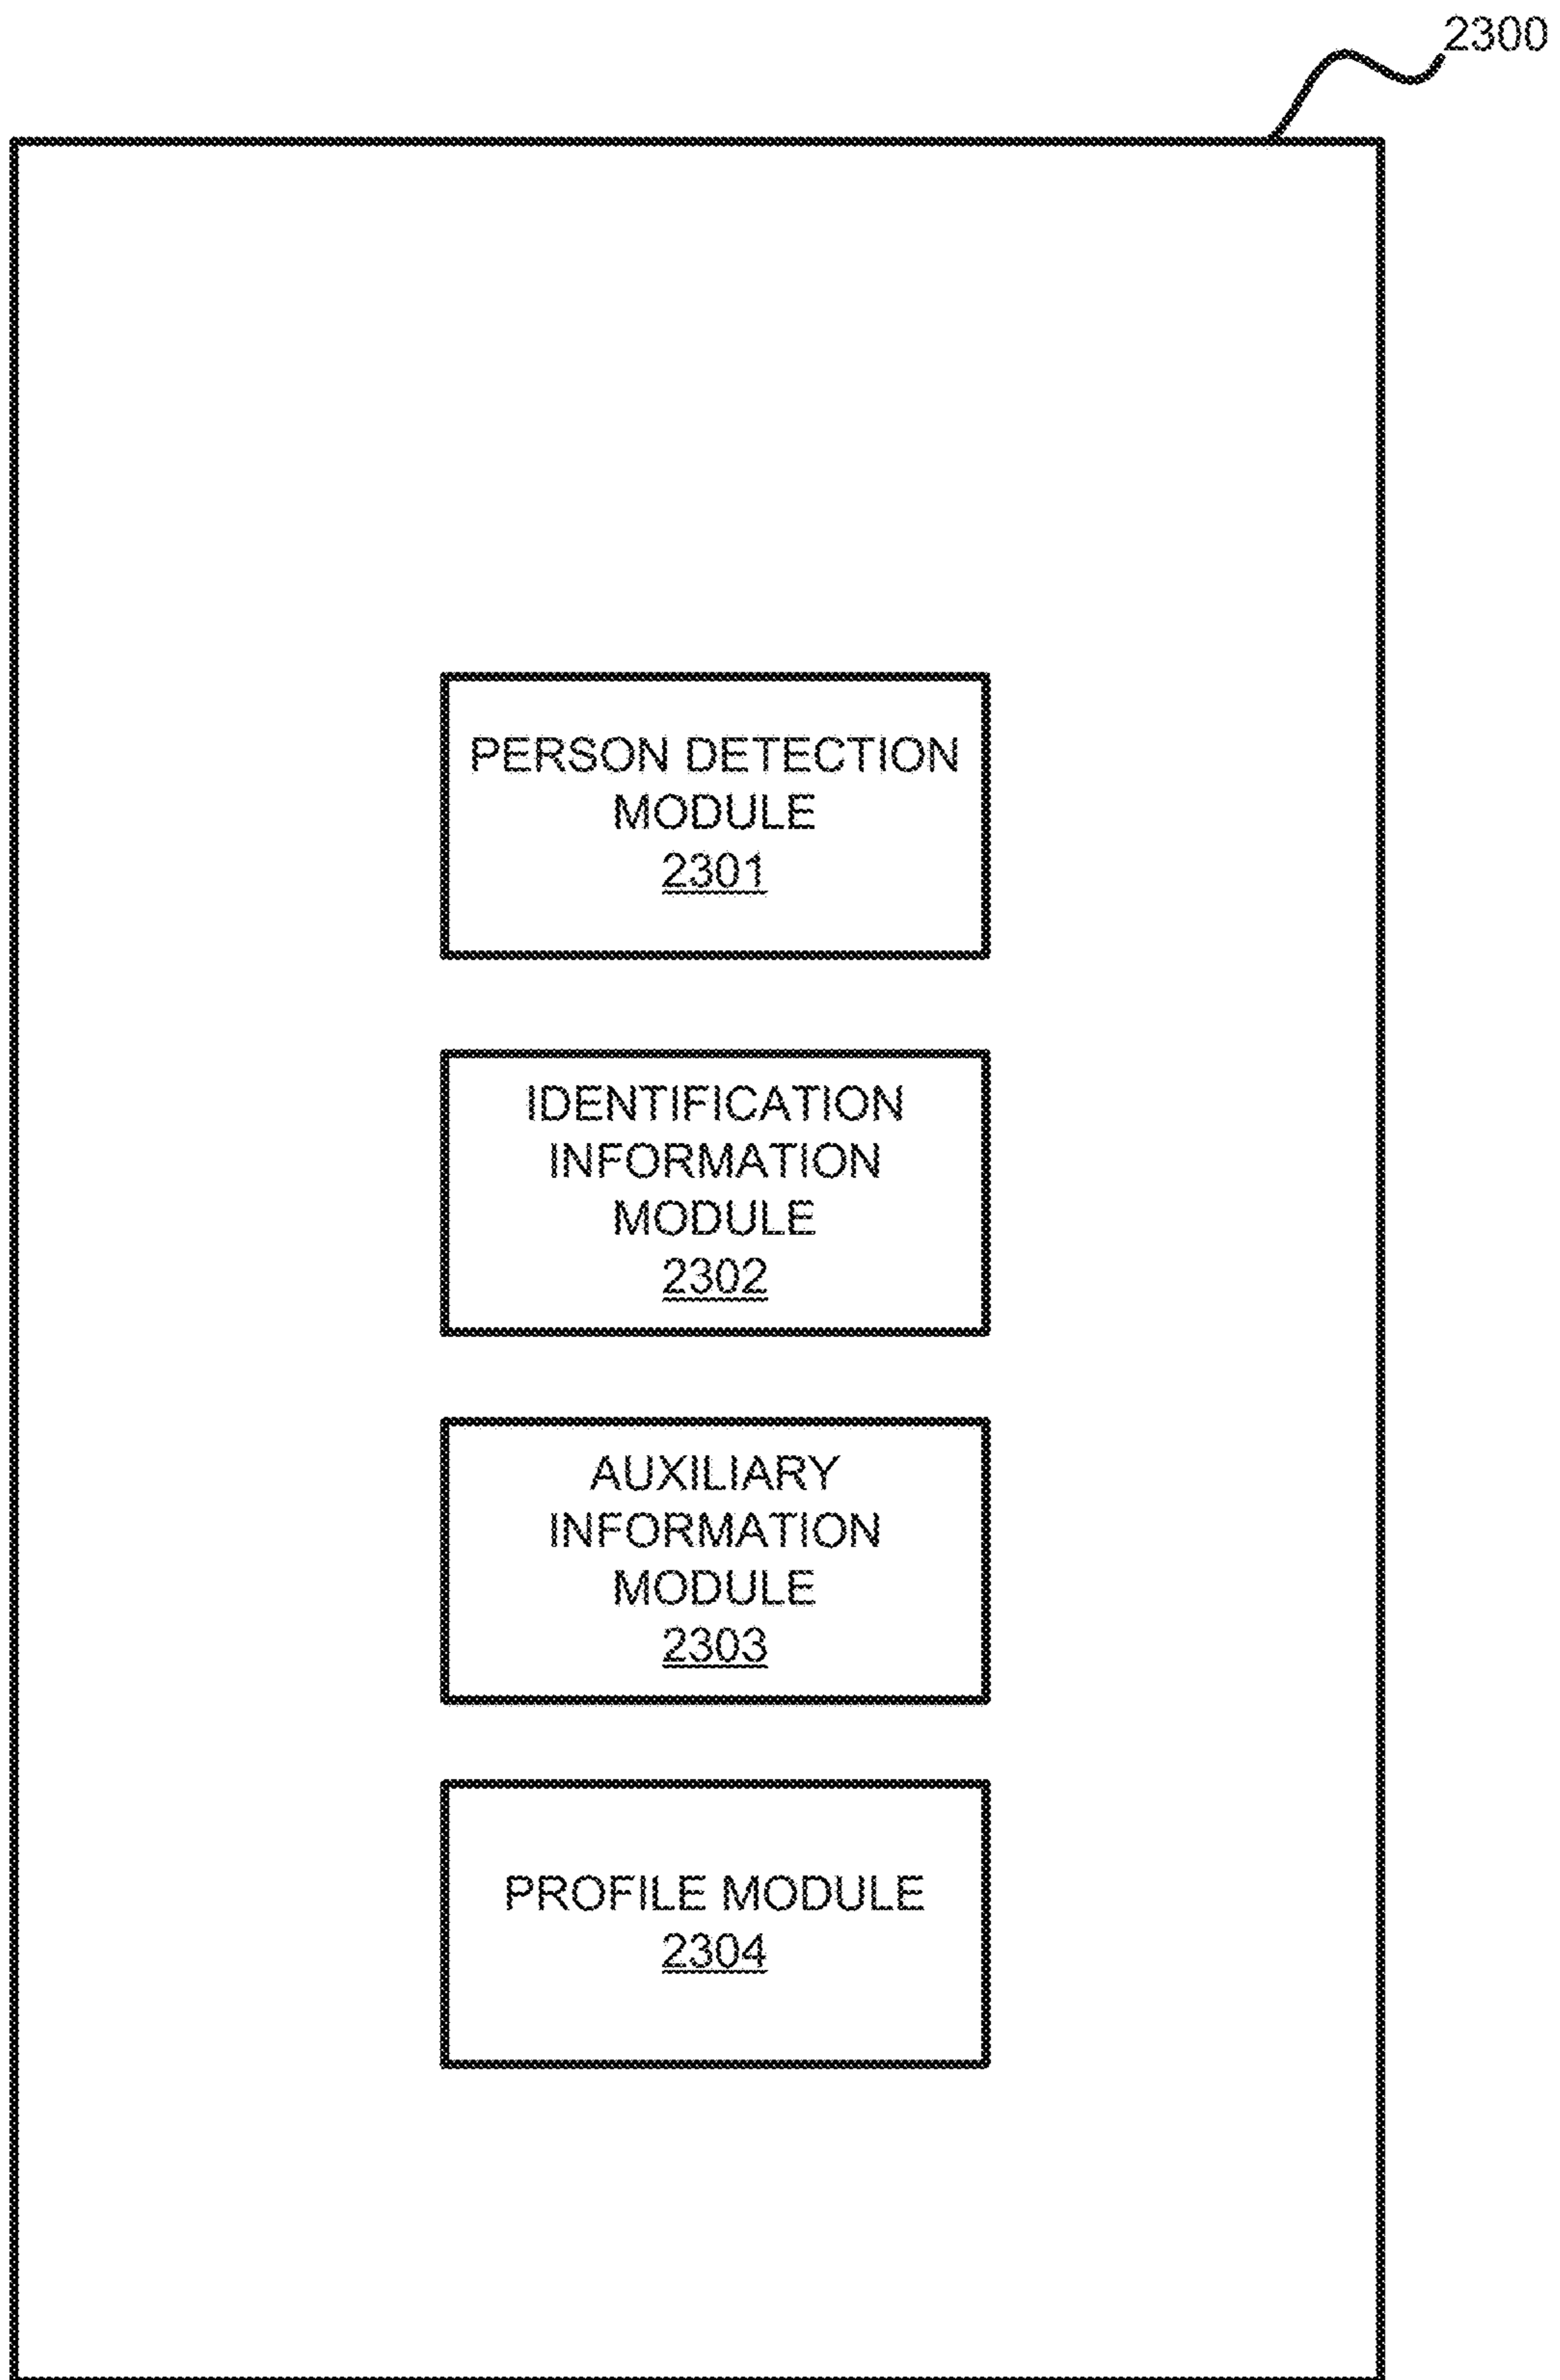 2300
PERSON DETECTION
MODULE
2301
IDENTIFICATION
INFORMATION
MODULE
2302
AUXILIARY
INFORMATION
MODULE
2303
PROFILE MODULE
2304